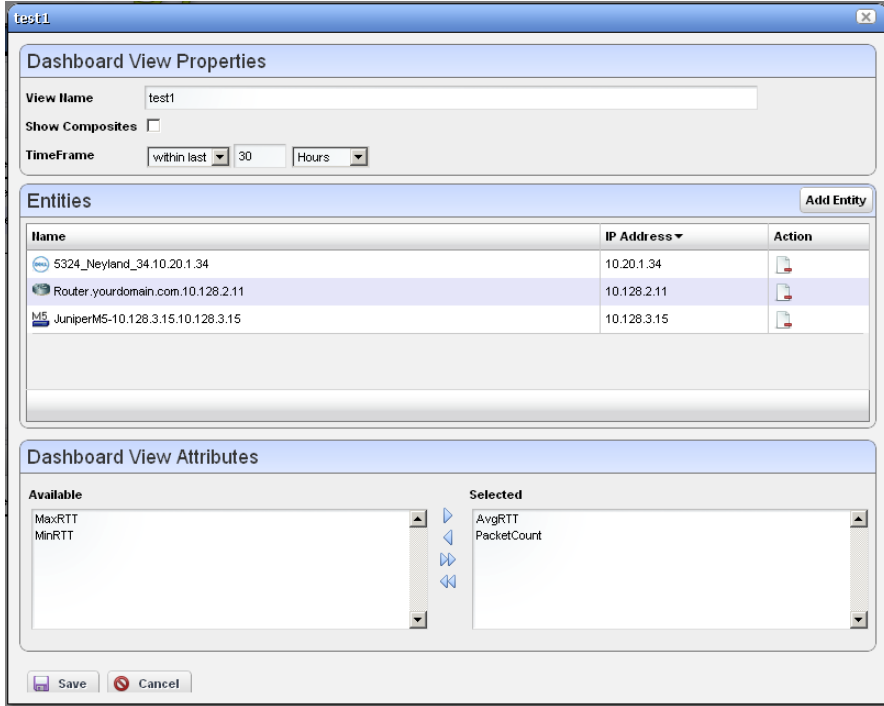 test1
Dashboard View Properties
View Name test1
Show Composites
TimeFrame within last 30 Hours
Entities Add Entity
Name IP Address Action
5324_Neyland_34.10.20.1.34 10.20.1.34
Router.yourdomain.com.10.128.2.11 10.128.2.11
M5 JuniperM5-10.128.3.15.10.128.3.15 10.128.3.15
Dashboard View Attributes
Available Selected
MaxRTT AvgRTT
MinRTT PacketCount
Save Cancel